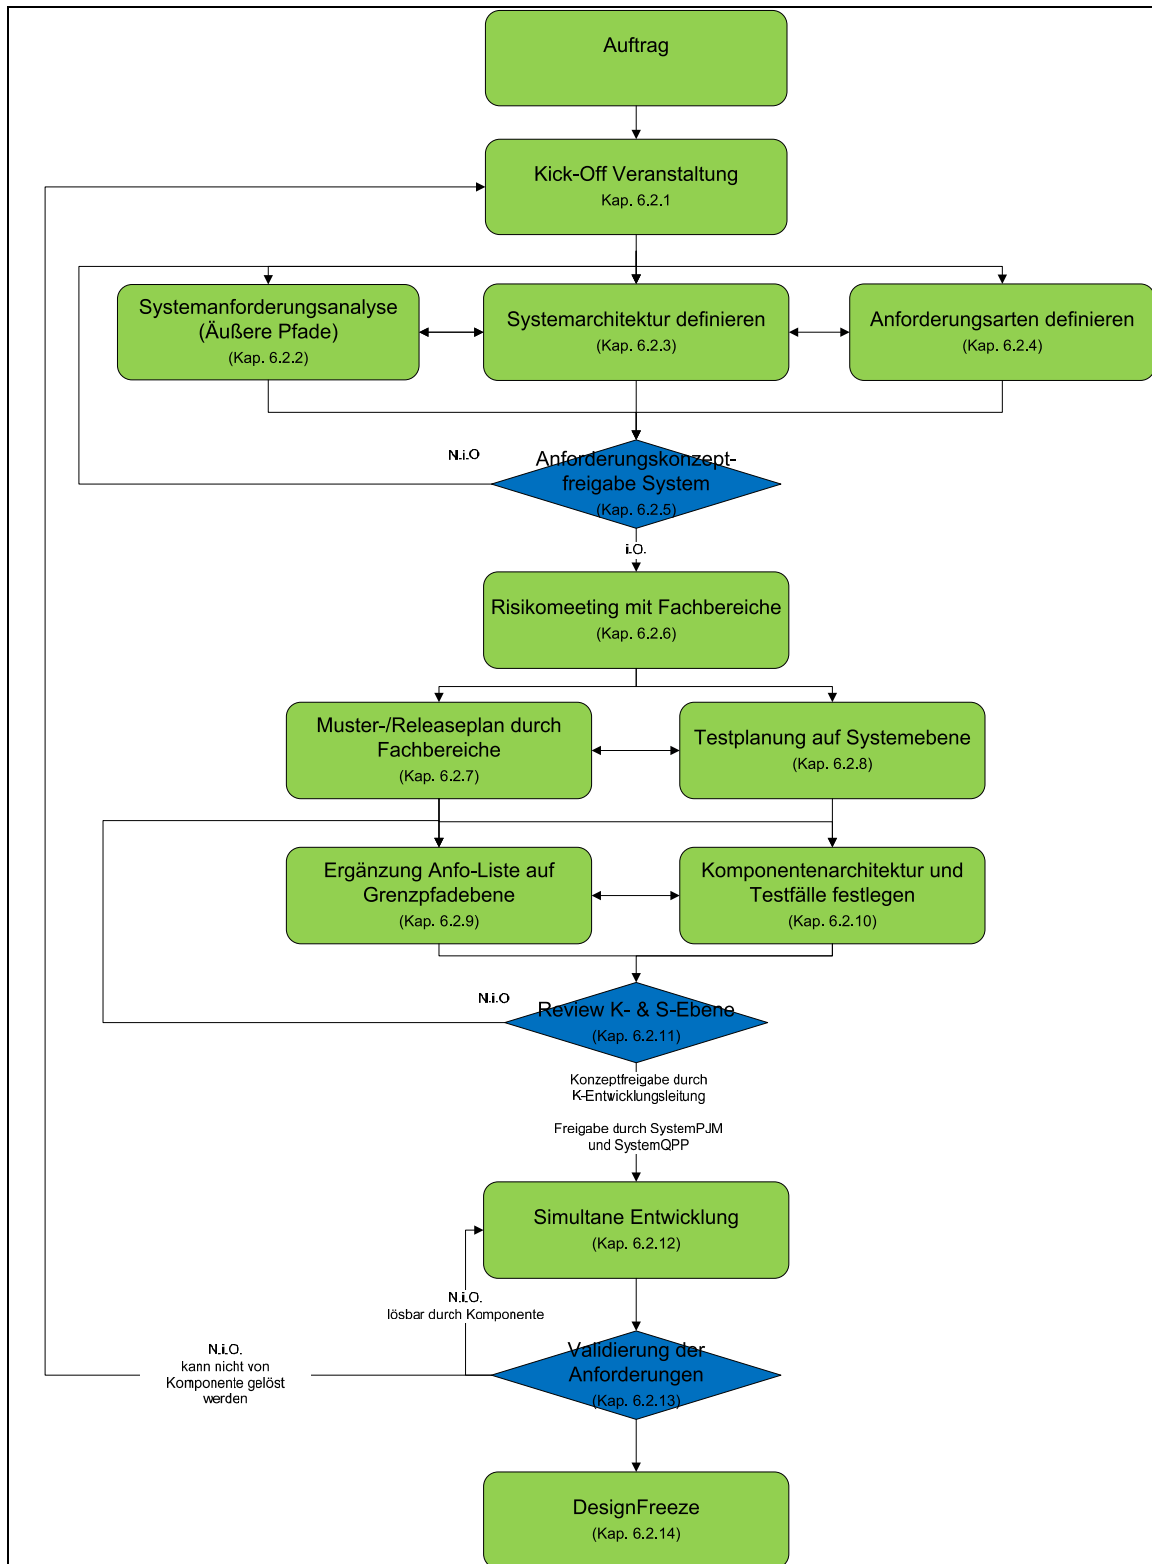 Auftrag
Kick-Off Veranstaltung
Kap. 6.2.1
Systemanforderungsanalyse
(Äußere Pfade)
(Kap. 6.2.2)
Systemarchitektur definieren
(Kap. 6.2.3)
Anforderungsarten definieren
(Kap. 6.2.4)
N.i.O
Anforderungskonzept-
freigabe System
(Kap. 6.2.5)
i.O.
Risikomeeting mit Fachbereiche
(Kap. 6.2.6)
Muster-/Releaseplan durch
Fachbereiche
(Kap. 6.2.7)
Testplanung auf Systemebene
(Kap. 6.2.8)
Ergänzung Anfo-Liste auf
Grenzpfadebene
(Kap. 6.2.9)
Komponentenarchitektur und
Testfälle festlegen
(Kap. 6.2.10)
N.i.O
Review K- & S-Ebene
(Kap. 6.2.11)
Konzeptfreigabe durch
K-Entwicklungsleitung
Freigabe durch SystemPJM
und SystemQPP
Simultane Entwicklung
(Kap. 6.2.12)
N.i.O.
lösbar durch Komponente
N.i.O.
kann nicht von
Komponente gelöst
werden
Validierung der
Anforderungen
(Kap. 6.2.13)
DesignFreeze
(Kap. 6.2.14)